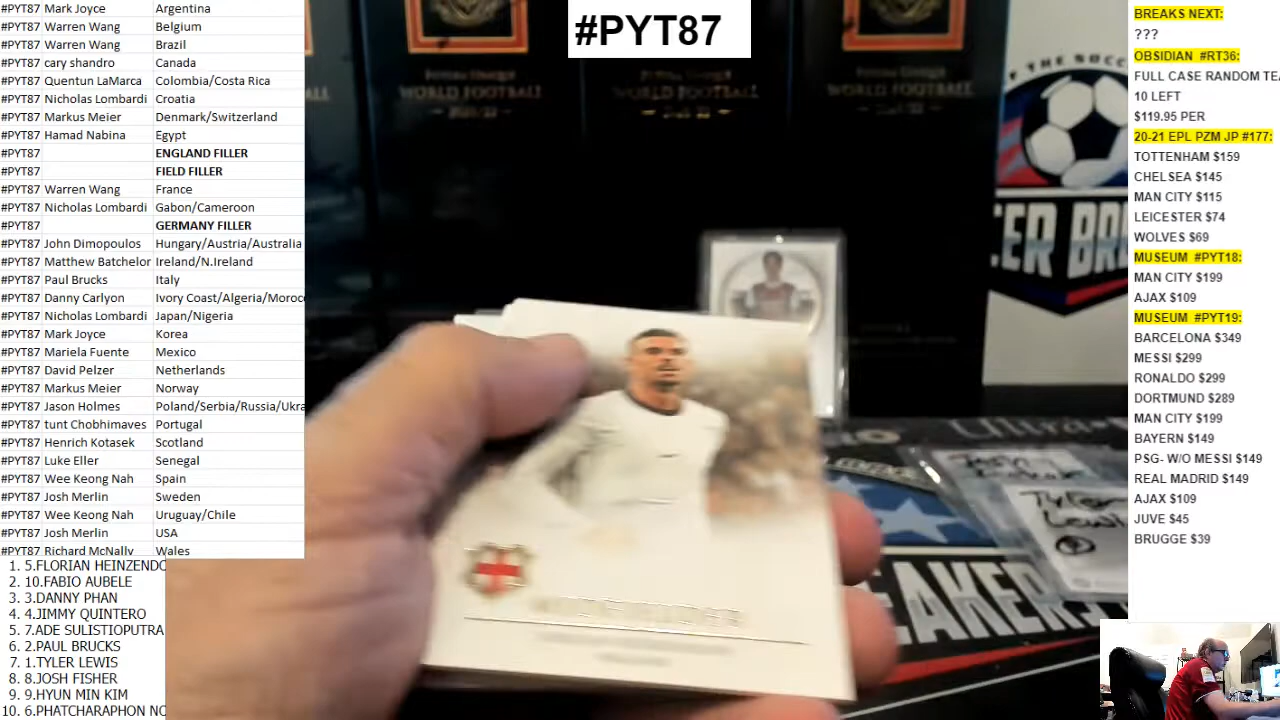 #PYT87 Mark Joyce Argentina
#PYT87 Warren Wang Belgium
#PYT87 Warren Wang Brazil
#PYT87 cary shandro Canada
#PYT87 Quentun LaMarca Colombia/Costa Rica
#PYT87 Nicholas Lombardi Croatia
#PYT87 Markus Meier Denmark/Switzerland
#PYT87 Hamad Nabina Egypt
#PYT87 ENGLAND FILLER
#PYT87 FIELD FILLER
#PYT87 Warren Wang France
#PYT87 Nicholas Lombardi Gabon/Cameroon
#PYT87 GERMANY FILLER
#PYT87 John Dimopoulos Hungary/Austria/Australia
#PYT87 Matthew Batchelor Ireland/N.Ireland
#PYT87 Paul Brucks Italy
#PYT87 Danny Carlyon Ivory Coast/Algeria/Moroc
#PYT87 Nicholas Lombardi Japan/Nigeria
#PYT87 Mark Joyce Korea
#PYT87 Mariela Fuente Mexico
#PYT87 David Pelzer Netherlands
#PYT87 Markus Meier Norway
#PYT87 Jason Holmes Poland/Serbia/Russia/Ukra
#PYT87 tunt Chobhimaves Portugal
#PYT87 Henrich Kotasek Scotland
#PYT87 Luke Eller Senegal
#PYT87 Wee Keong Nah Spain
#PYT87 Josh Merlin Sweden
#PYT87 Wee Keong Nah Uruguay/Chile
#PYT87 Josh Merlin USA
#PYT87 Richard McNally Wales
1. 5.FLORIAN HEINZENDO
2. 10.FABIO AUBELE
3. 3.DANNY PHAN
4. 4.JIMMY QUINTERO
5. 7.ADE SULISTIOPUTRA
6. 2.PAUL BRUCKS
7. 1.TYLER LEWIS
8. 8.JOSH FISHER
9. 9.HYUN MIN KIM
10. 6.PHATCHARAPHON NO
#PYT87
WORLD FOOTBALL
WORLD FOOTBALL
THE SOCCE
CER BR
REAKERS
Tyler
Lewis
BREAKS NEXT:
???
OBSIDIAN #RT36:
FULL CASE RANDOM TEA
10 LEFT
$119.95 PER
20-21 EPL PZM JP #177:
TOTTENHAM $159
CHELSEA $145
MAN CITY $115
LEICESTER $74
WOLVES $69
MUSEUM #PYT18:
MAN CITY $199
AJAX $109
MUSEUM #PYT19:
BARCELONA $349
MESSI $299
RONALDO $299
DORTMUND $289
MAN CITY $199
BAYERN $149
PSG- W/O MESSI $149
REAL MADRID $149
AJAX $109
JUVE $45
BRUGGE $39